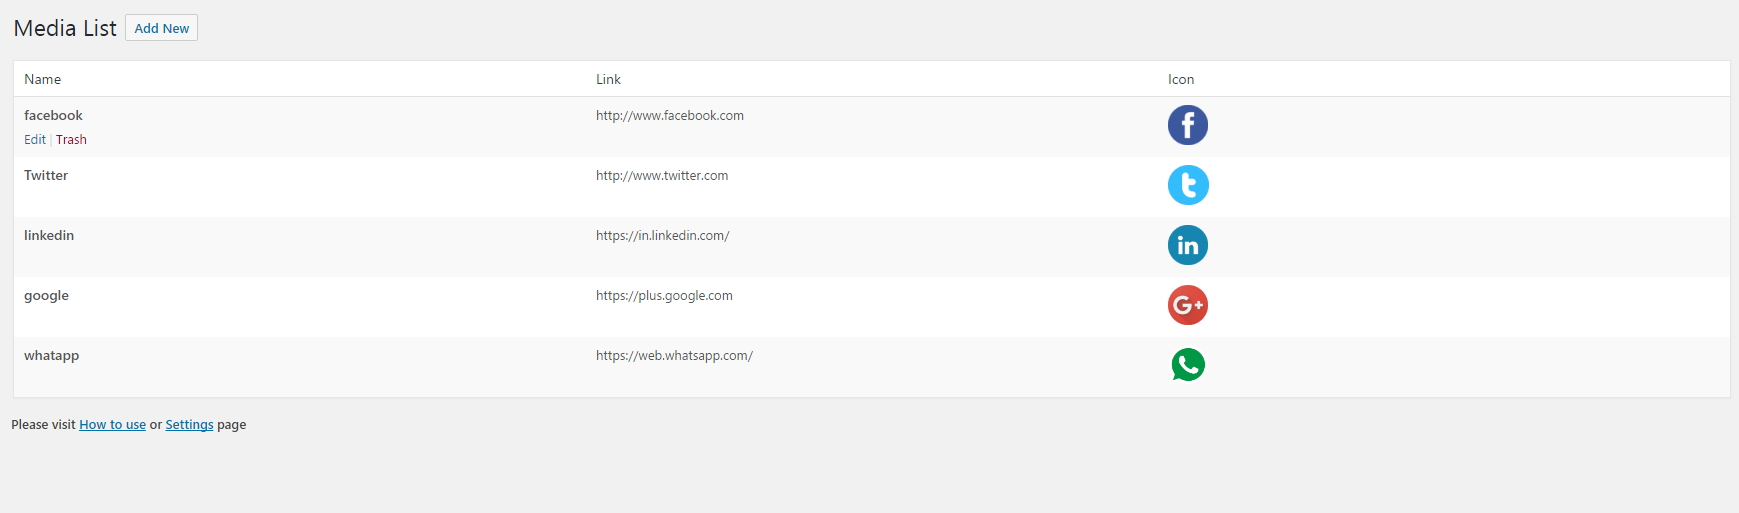 Media List Add New
Name Link Icon
facebook http://www.facebook.com f
Edit | Trash
Twitter http://www.twitter.com t
linkedin https://in.linkedin.com/ in
google https://plus.google.com G+
whatapp https://web.whatsapp.com/
Please visit How to use or Settings page